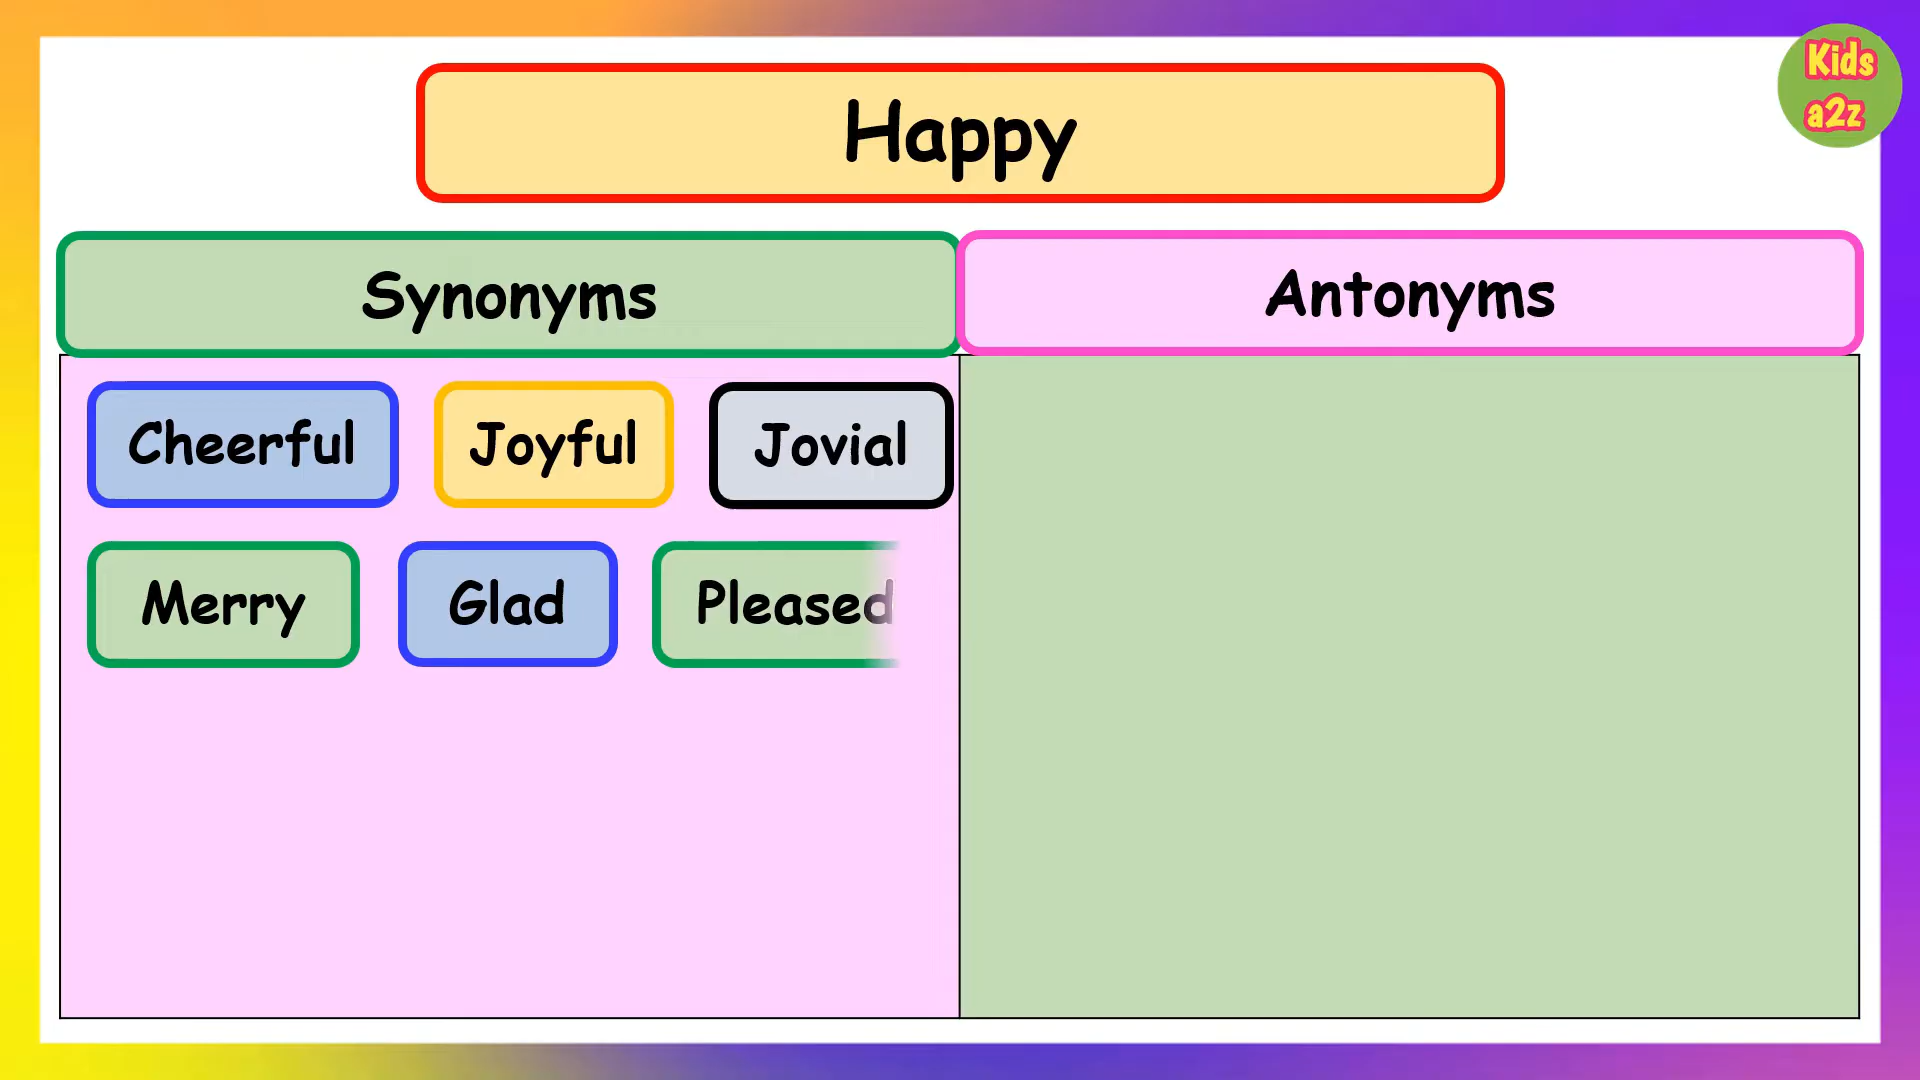 Kids
a2z
Happy
Synonyms
Antonyms
Cheerful
Joyful
Jovial
Merry
Glad
Pleased